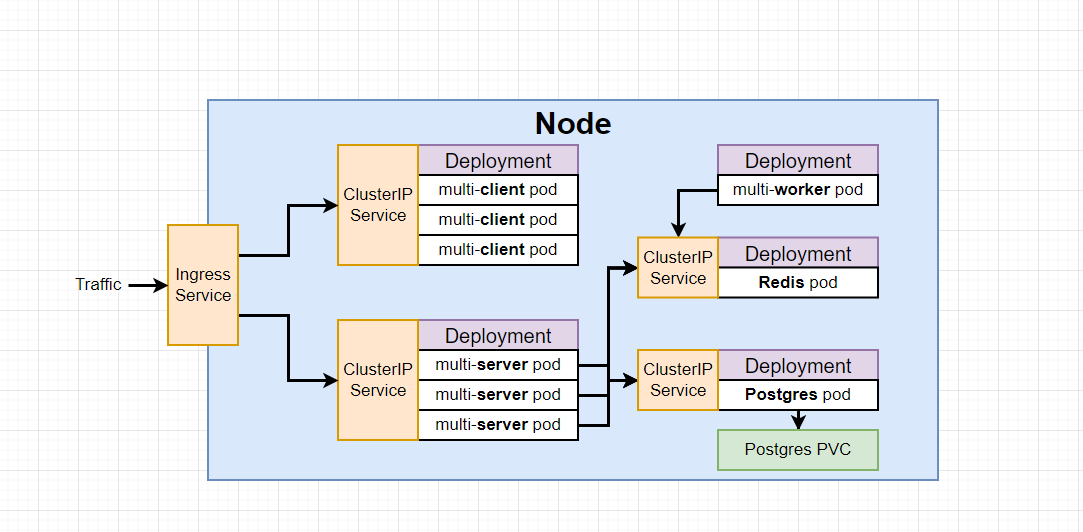 Node
Traffic
Ingress
Service
ClusterIP
Service
Deployment
multi-client pod
multi-client pod
multi-client pod
ClusterIP
Service
Deployment
multi-server pod
multi-server pod
multi-server pod
Deployment
multi-worker pod
ClusterIP
Service
Deployment
Redis pod
ClusterIP
Service
Deployment
Postgres pod
Postgres PVC